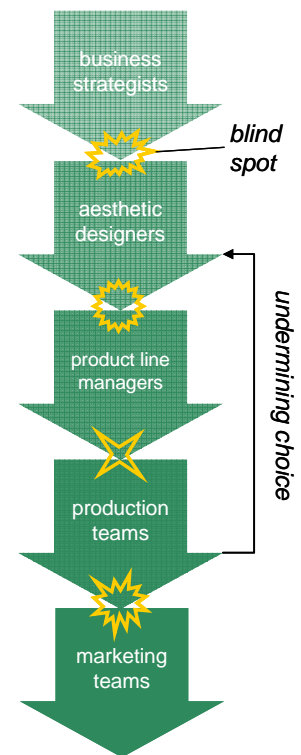 business
strategists
blind
spot
aesthetic
designers
undermining choice
product line
managers
production
teams
marketing
teams